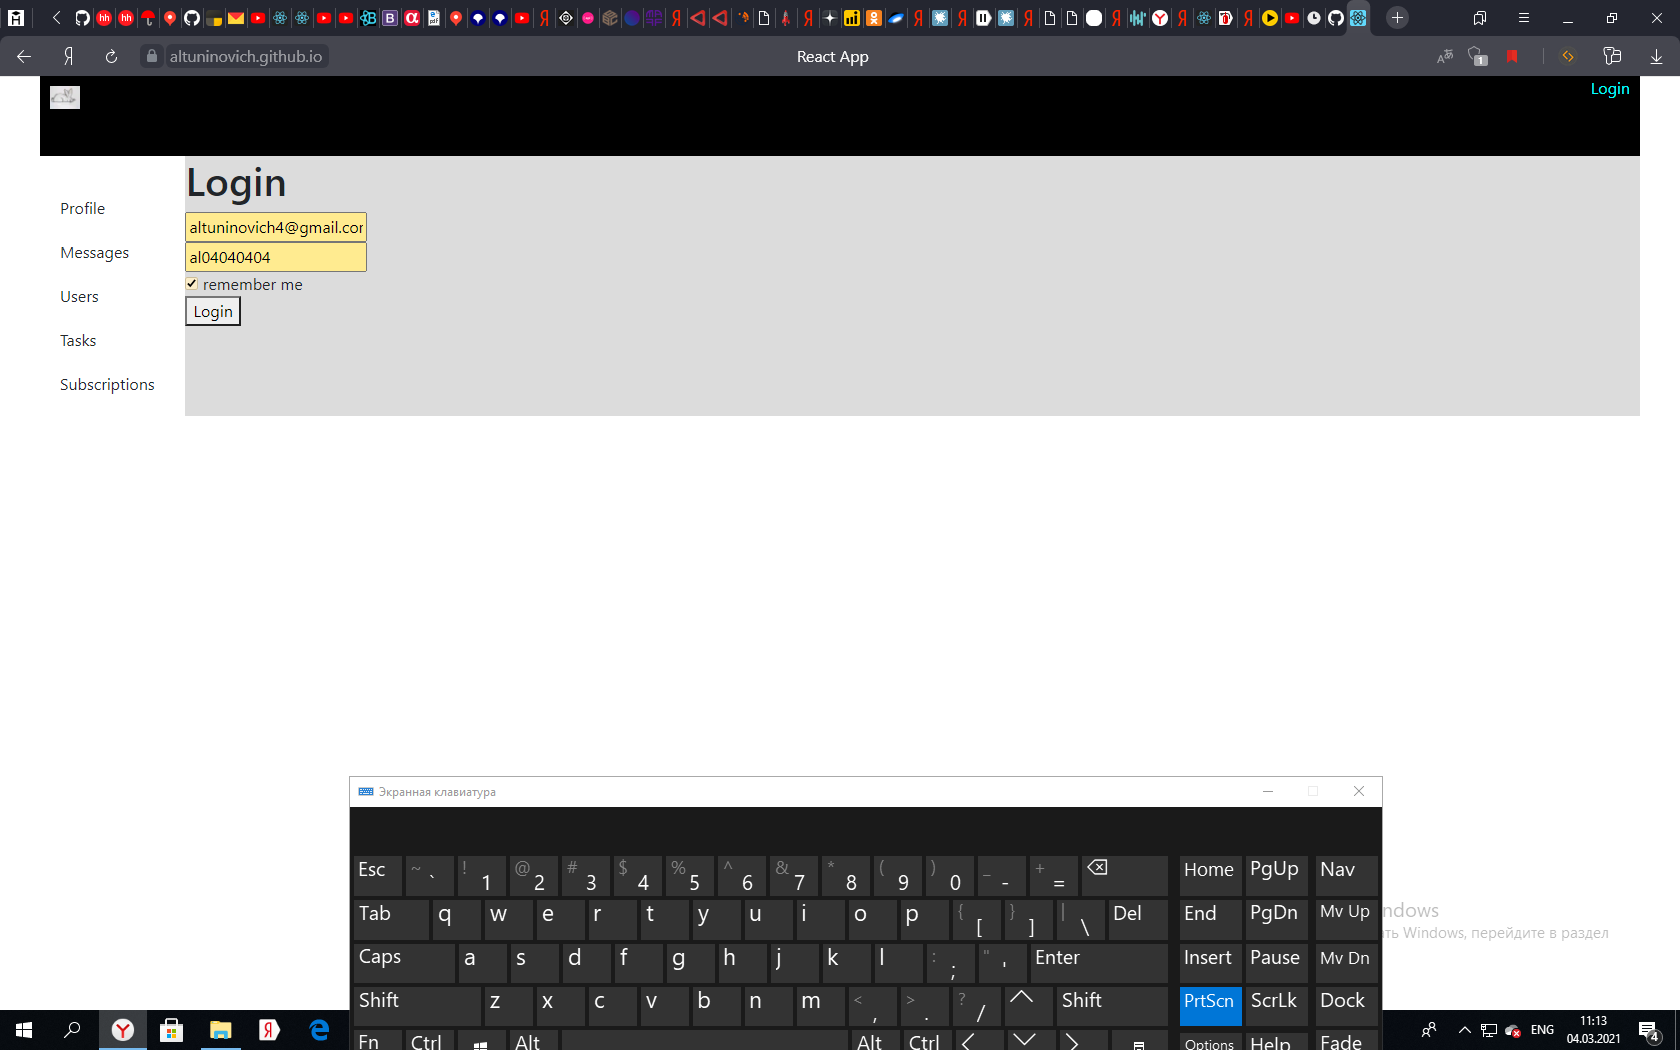 altuninovich.github.io
React App
1
Login
Login
Profile
Messages
Users
Tasks
Subscriptions
altuninovich4@gmail.cor
al04040404
remember me
Login
Экранная клавиатура
Esc ~ ` ! 1 @ 2 # 3 $ 4 % 5 ^ 6 & 7 * 8 ( 9 ) 0 _ - + = Home PgUp Nav
Tab q w e r t y u i o p { [ } ] | \ Del End PgDn Mv Up
Caps a s d f g h j k l : ; " ' Enter Insert Pause Mv Dn
Shift z x c v b n m < , > . ? / Shift PrtScn ScrLk Dock
Fn Ctrl Alt Alt Ctrl Options Help Fade
ndows
ть Windows, перейдите в раздел
ENG
11:13
04.03.2021
4